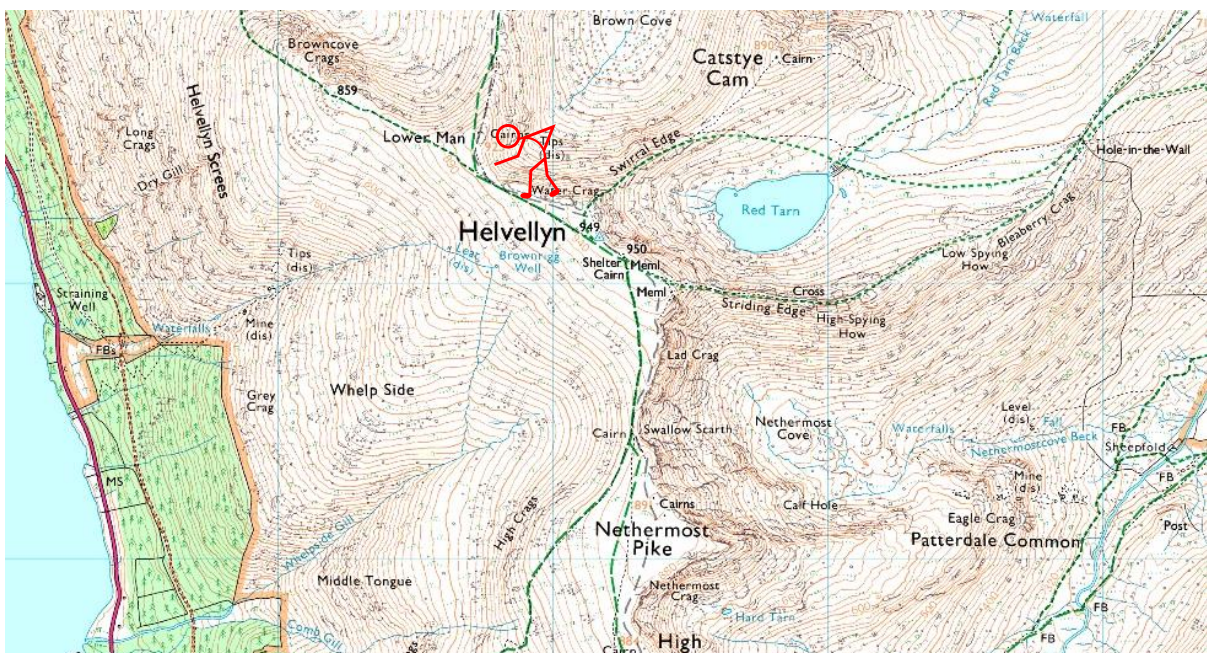 Brown Cove
Waterfall
Browncove
Crags
Catstye
Cam
Cairn
Red Tarn Beck
859
Helvellyn Screes
Long
Crags
Lower Man
Cairns
Tips
(dis)
Swirral Edge
Hole-in-the-Wall
Dry Gill
Water Crag
Red Tarn
Bleaberry Crag
Helvellyn
949
950
Low Spying
How
Tips
(dis)
Leat
(dis)
Brownrigg
Well
Shelter
Cairn
Meml
Meml
Cross
Striding Edge
High Spying
How
Straining
Well
W
Waterfalls
Mine
(dis)
FBs
Lad Crag
Grey
Crag
Whelp Side
Nethermost
Cove
Level
(dis)
Fall
Waterfalls
Nethermostcove Beck
FB
Sheepfold
Cairn
Swallow Scarth
MS
Mine
(dis)
FB
High Crags
Cairns
Calf Hole
Eagle Crag
Post
Whelpside Gill
Nethermost
Pike
Patterdale Common
Middle Tongue
Nethermost
Crag
Hard Tarn
FB
Comb Gill
High
Cairn
FB